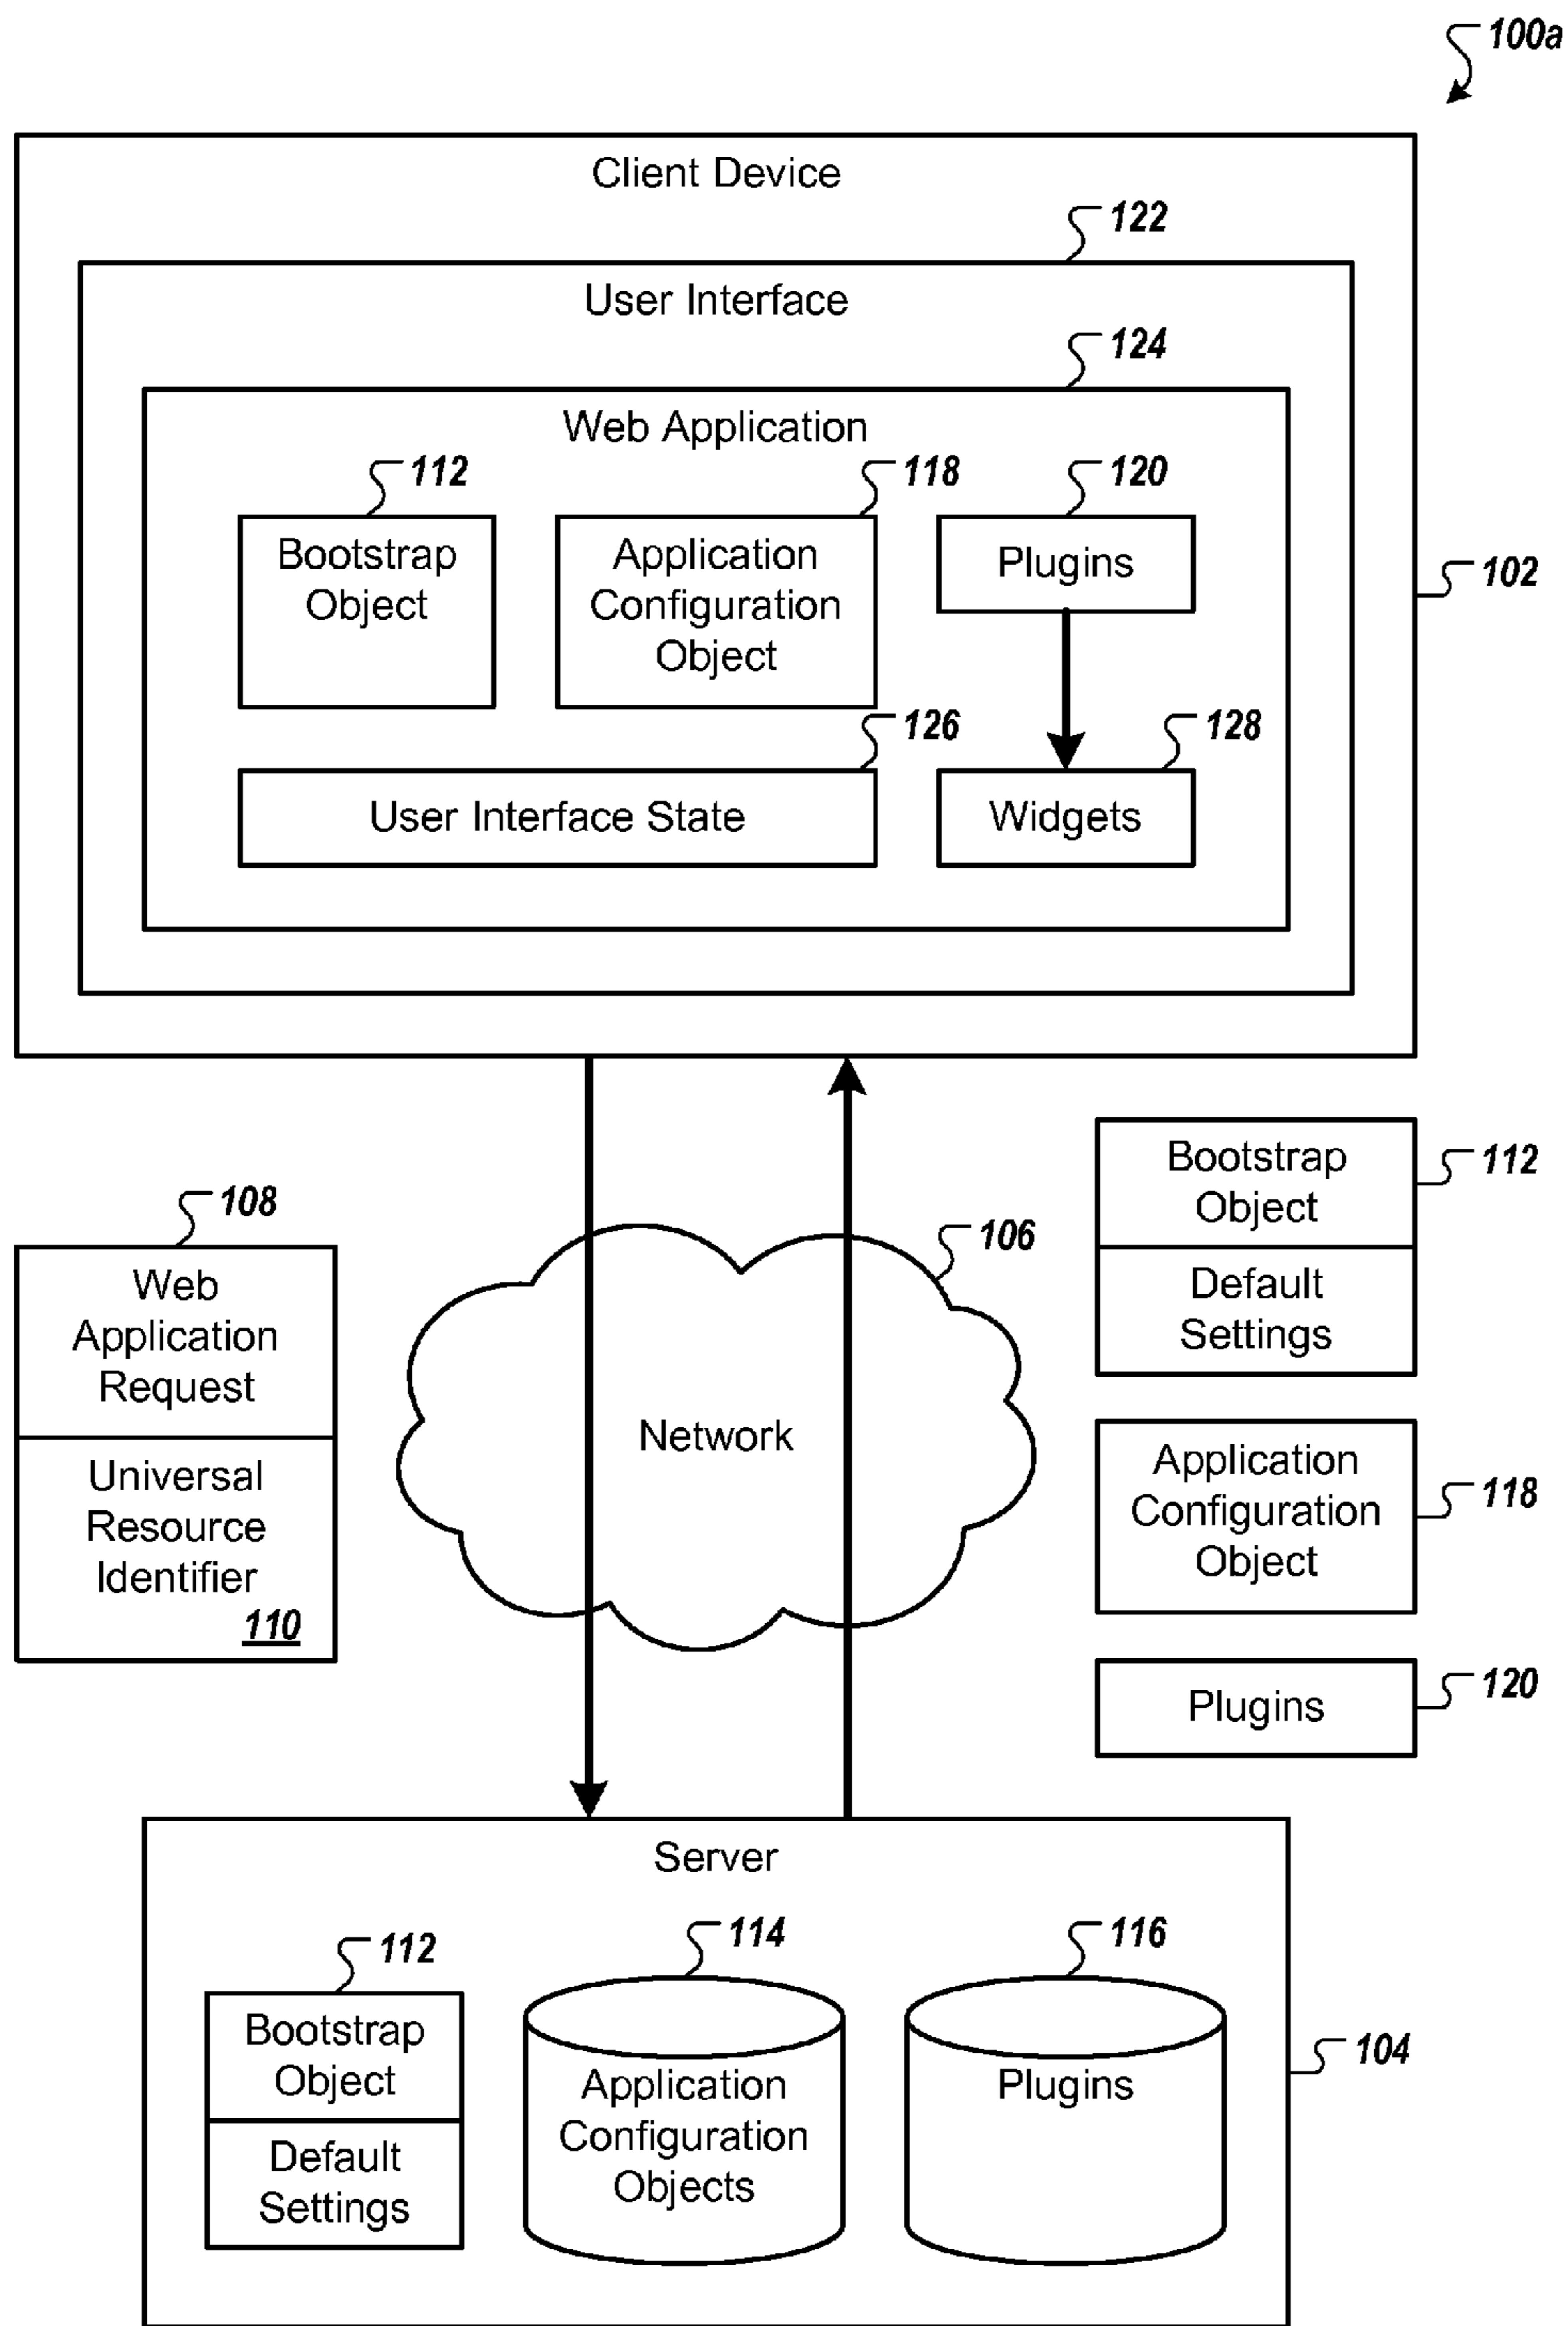 100a
Client Device
122
User Interface
124
Web Application
112
118
120
Bootstrap
Object
Application
Configuration
Object
Plugins
102
126
128
User Interface State
Widgets
108
Web
Application
Request
Universal
Resource
Identifier
110
106
Network
Bootstrap
Object
112
Default
Settings
Application
Configuration
Object
118
Plugins
120
Server
112
114
116
Bootstrap
Object
Default
Settings
Application
Configuration
Objects
Plugins
104